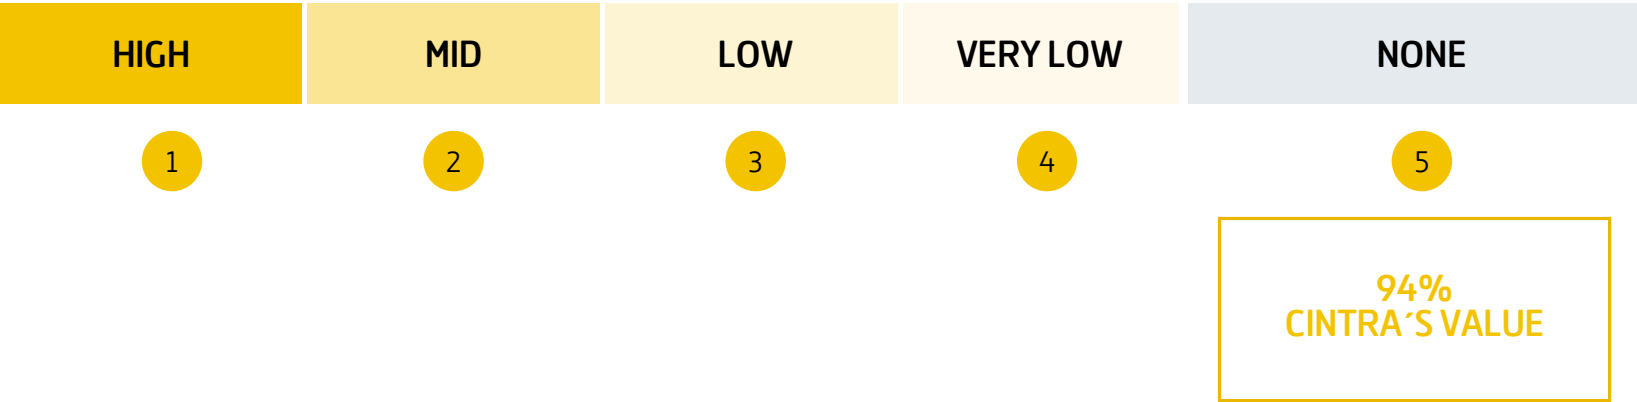 HIGH MID LOW VERY LOW NONE
1 2 3 4 5
94%
CINTRA´S VALUE